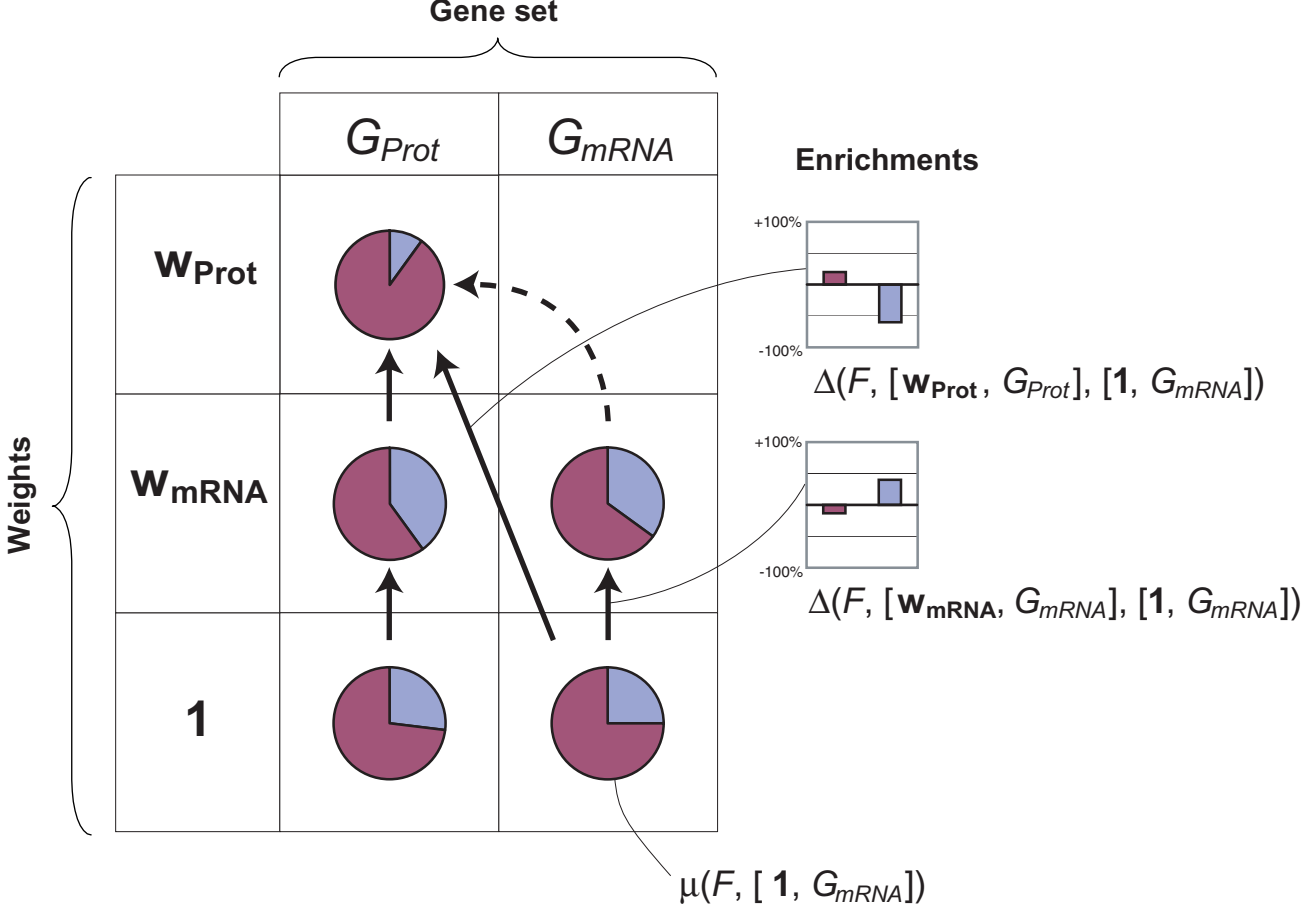 Gene set
G_Prot G_mRNA
Enrichments
w_Prot
+100%
-100%
Δ(F, [w_Prot, G_Prot], [1, G_mRNA])
Weights
w_mRNA
+100%
-100%
Δ(F, [w_mRNA, G_mRNA], [1, G_mRNA])
1
μ(F, [ 1, G_mRNA])